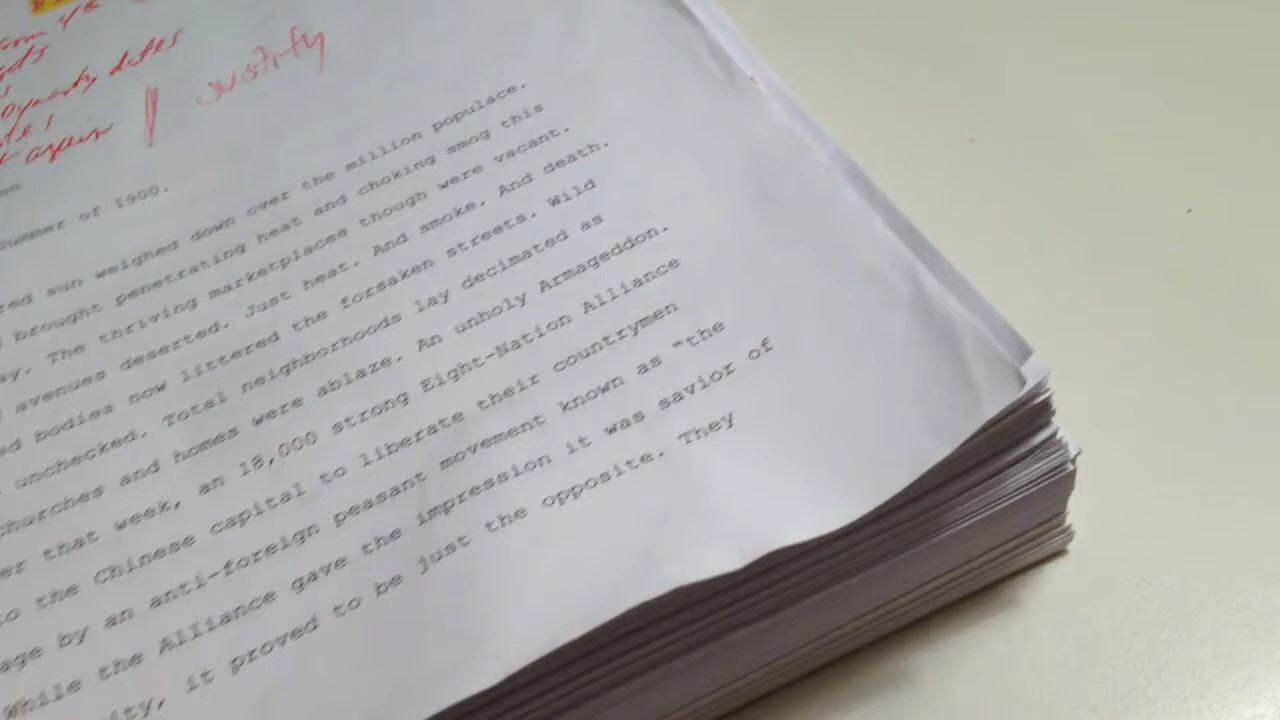 Dynasty dates
again
justify
Summer of 1900.
red sun weighed down over the million populace.
brought penetrating heat and choking smog this
The thriving marketplaces though were vacant.
avenues deserted. Just heat. And smoke. And death.
bodies now littered the forsaken streets. Wild
unchecked. Total neighborhoods lay decimated as
churches and homes were ablaze. An unholy Armageddon.
that week, an 18,000 strong Eight-Nation Alliance
the Chinese capital to liberate their countrymen
by an anti-foreign peasant movement known as "the
While the Alliance gave the impression it was savior of
it proved to be just the opposite. They